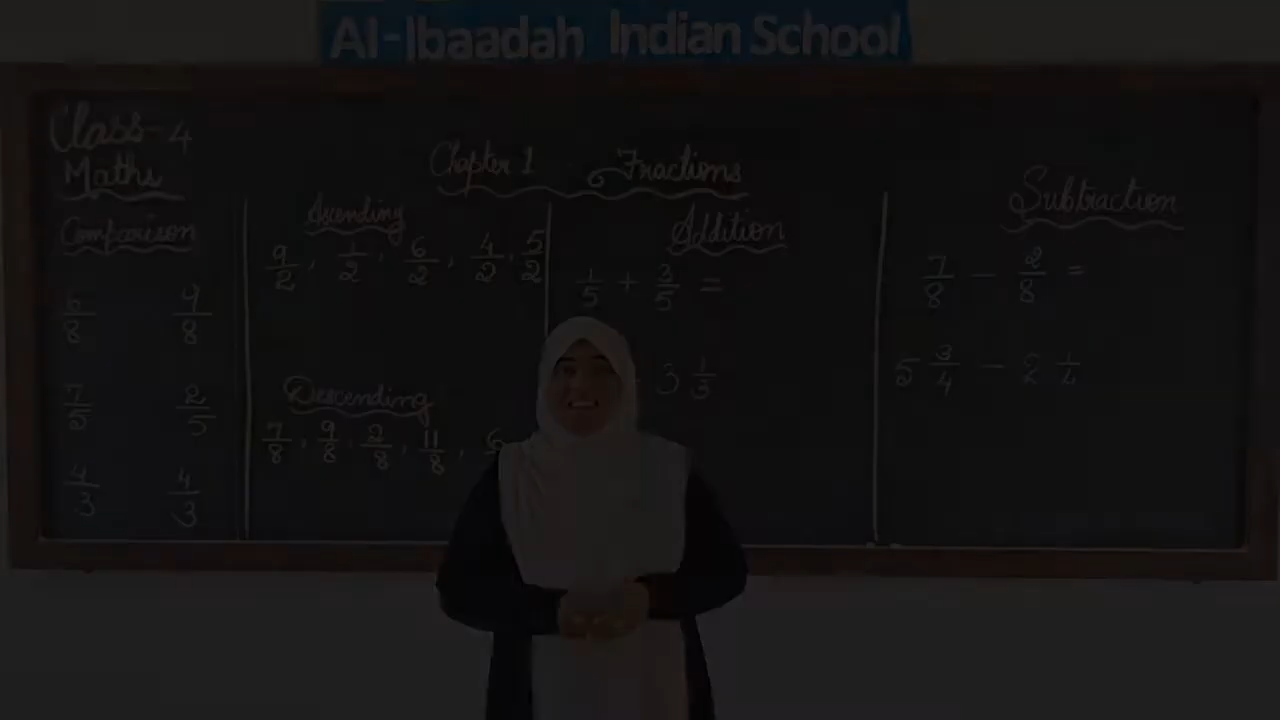 Al-Ibaadah Indian School
Class-4
Maths
Chapter 1 Fractions
Comparison
6/8 4/8
7/5 2/5
4/3 4/3
Ascending
9/2, 1/2, 6/2, 4/2, 5/2
Descending
7/8, 9/8, 2/8, 11/8, 6
Addition
1/5 + 3/5 =
3 1/3
Subtraction
7/8 - 2/8 =
5 3/4 - 2 1/4